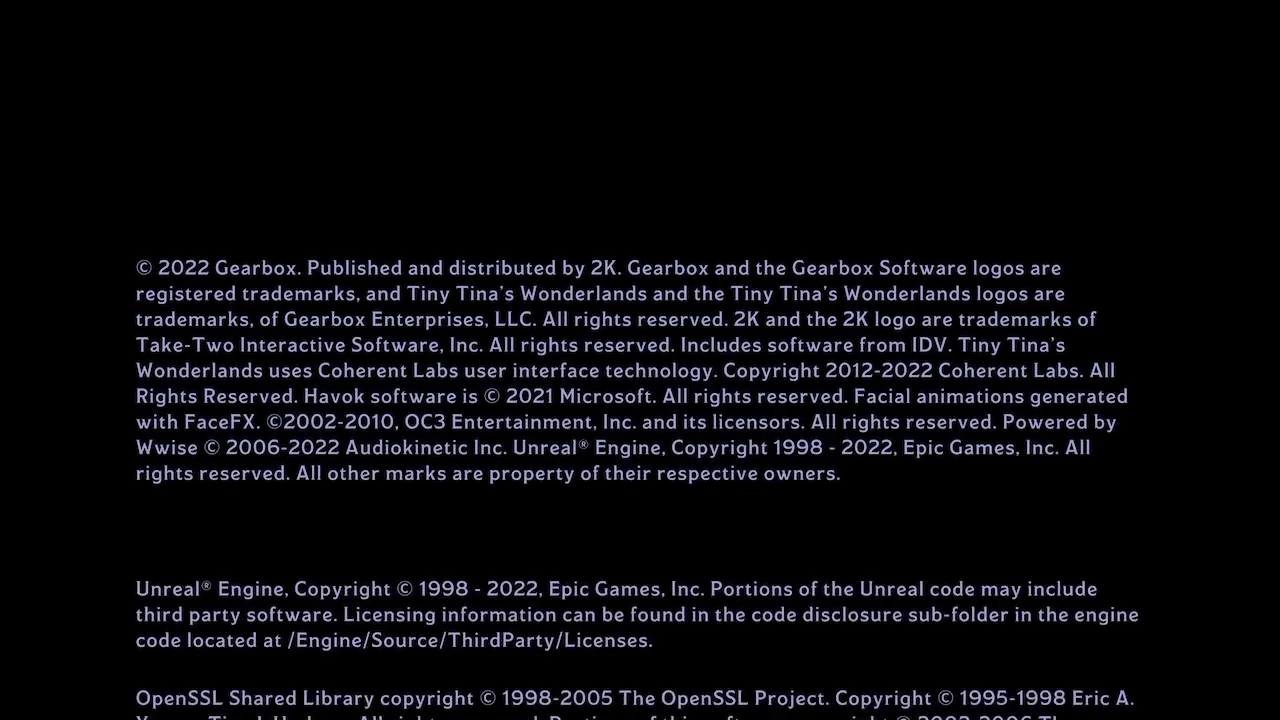 © 2022 Gearbox. Published and distributed by 2K. Gearbox and the Gearbox Software logos are
registered trademarks, and Tiny Tina's Wonderlands and the Tiny Tina's Wonderlands logos are
trademarks, of Gearbox Enterprises, LLC. All rights reserved. 2K and the 2K logo are trademarks of
Take-Two Interactive Software, Inc. All rights reserved. Includes software from IDV. Tiny Tina's
Wonderlands uses Coherent Labs user interface technology. Copyright 2012-2022 Coherent Labs. All
Rights Reserved. Havok software is © 2021 Microsoft. All rights reserved. Facial animations generated
with FaceFX. ©2002-2010, OC3 Entertainment, Inc. and its licensors. All rights reserved. Powered by
Wwise © 2006-2022 Audiokinetic Inc. Unreal® Engine, Copyright 1998 - 2022, Epic Games, Inc. All
rights reserved. All other marks are property of their respective owners.
Unreal® Engine, Copyright © 1998 - 2022, Epic Games, Inc. Portions of the Unreal code may include
third party software. Licensing information can be found in the code disclosure sub-folder in the engine
code located at /Engine/Source/ThirdParty/Licenses.
OpenSSL Shared Library copyright © 1998-2005 The OpenSSL Project. Copyright © 1995-1998 Eric A.